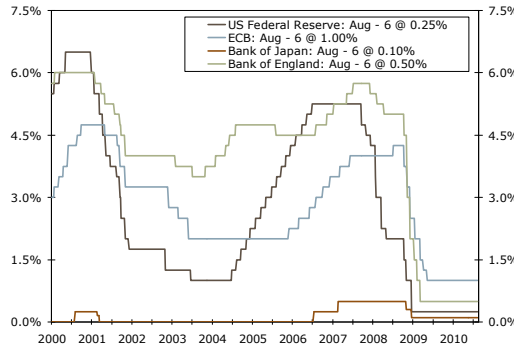 US Federal Reserve: Aug - 6 @ 0.25%
ECB: Aug - 6 @ 1.00%
Bank of Japan: Aug - 6 @ 0.10%
Bank of England: Aug - 6 @ 0.50%
7.5% 7.5%
6.0% 6.0%
4.5% 4.5%
3.0% 3.0%
1.5% 1.5%
0.0% 0.0%
2000 2001 2002 2003 2004 2005 2006 2007 2008 2009 2010